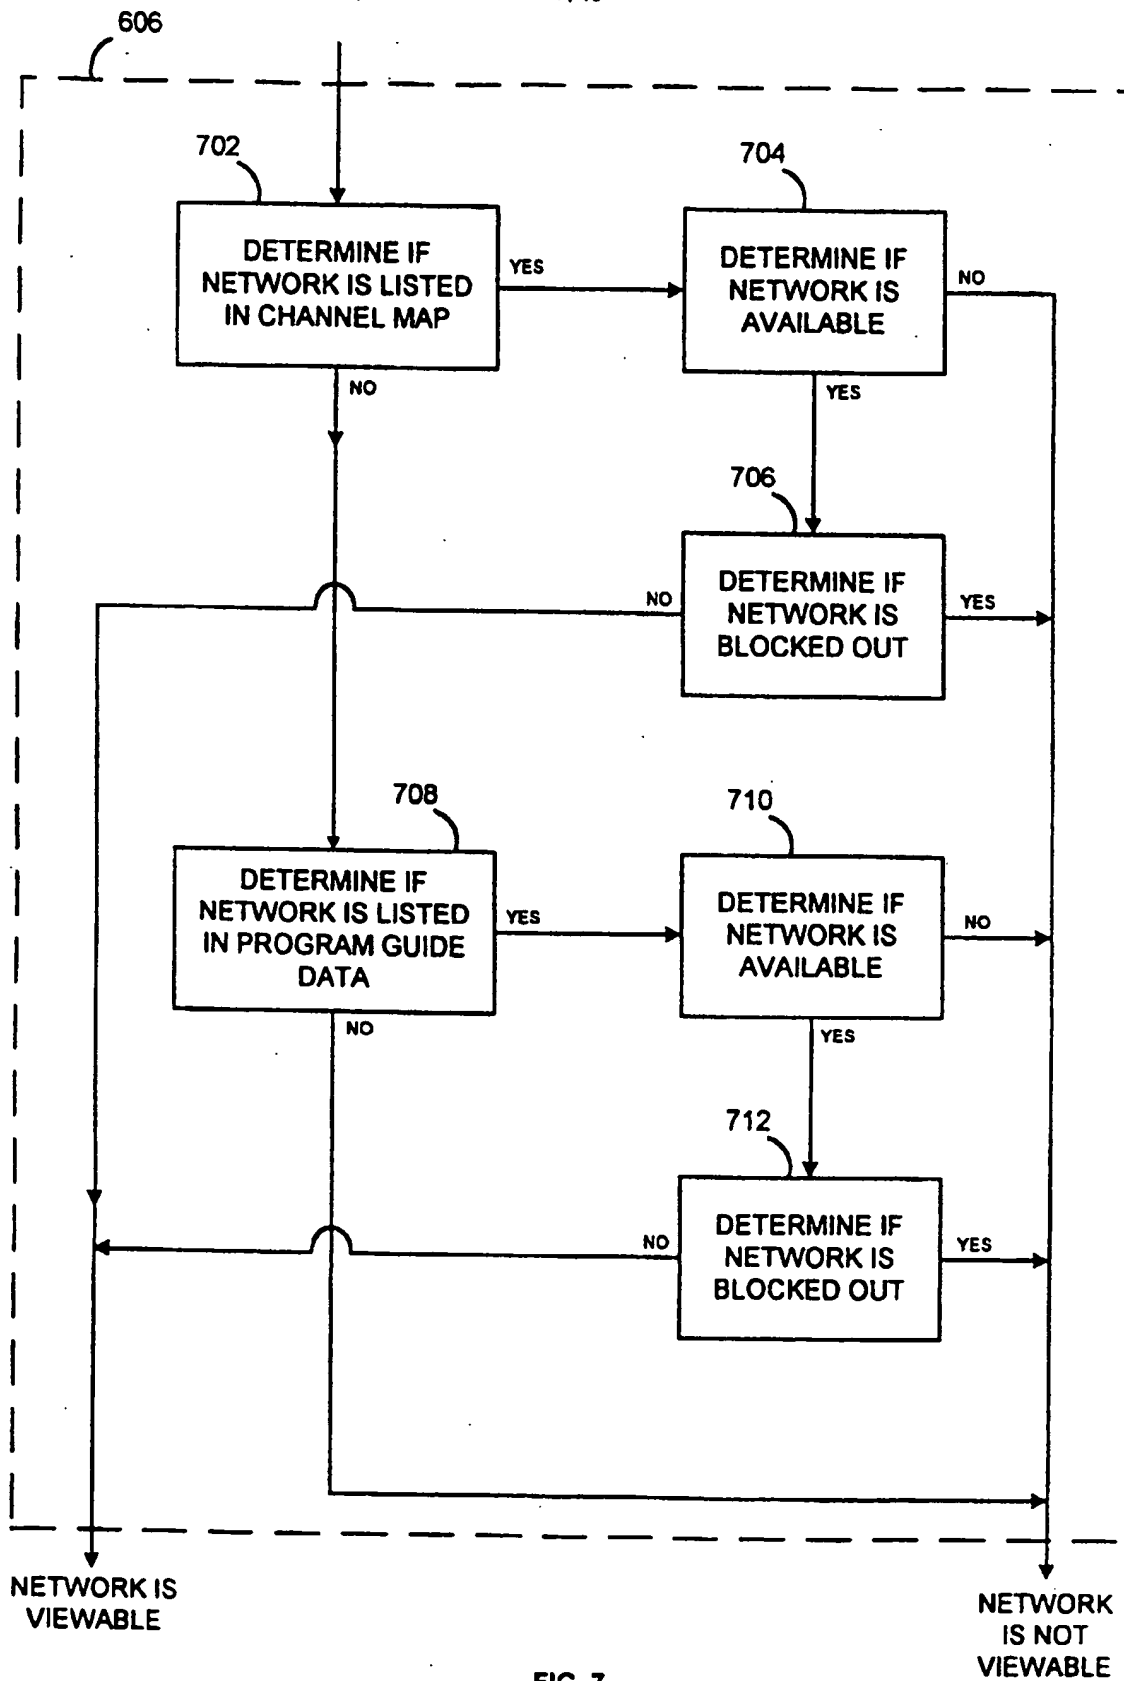 606
702
704
DETERMINE IF
NETWORK IS LISTED
IN CHANNEL MAP
YES
DETERMINE IF
NETWORK IS
AVAILABLE
NO
NO
YES
706
DETERMINE IF
NETWORK IS
BLOCKED OUT
NO
YES
708
710
DETERMINE IF
NETWORK IS LISTED
IN PROGRAM GUIDE
DATA
YES
DETERMINE IF
NETWORK IS
AVAILABLE
NO
NO
YES
712
DETERMINE IF
NETWORK IS
BLOCKED OUT
NO
YES
NETWORK IS
VIEWABLE
NETWORK
IS NOT
VIEWABLE
FIG. 7